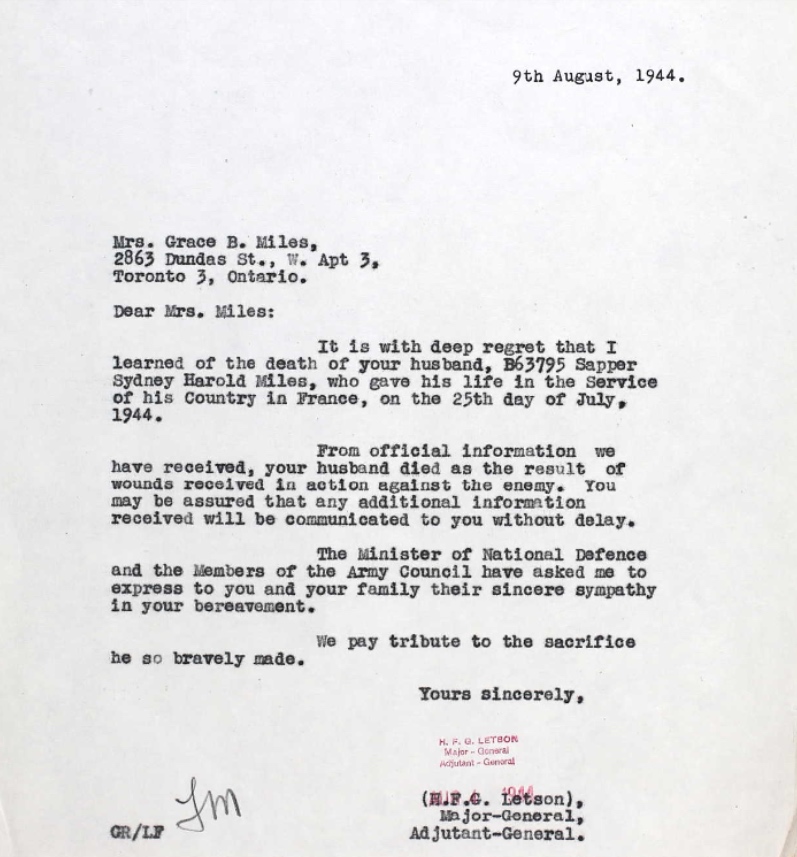 9th August, 1944.
Mrs. Grace B. Miles,
2863 Dundas St., W. Apt 3,
Toronto 3, Ontario.
Dear Mrs. Miles:
It is with deep regret that I
learned of the death of your husband, B63795 Sapper
Sydney Harold Miles, who gave his life in the Service
of his Country in France, on the 25th day of July,
1944.
From official information we
have received, your husband died as the result of
wounds received in action against the enemy. You
may be assured that any additional information
received will be communicated to you without delay.
The Minister of National Defence
and the Members of the Army Council have asked me to
express to you and your family their sincere sympathy
in your bereavement.
We pay tribute to the sacrifice
he so bravely made.
Yours sincerely,
H. F. G. LETSON
Major - General
Adjutant - General
1944
(H.F.G. Letson),
Major-General,
GR/LF Adjutant-General.